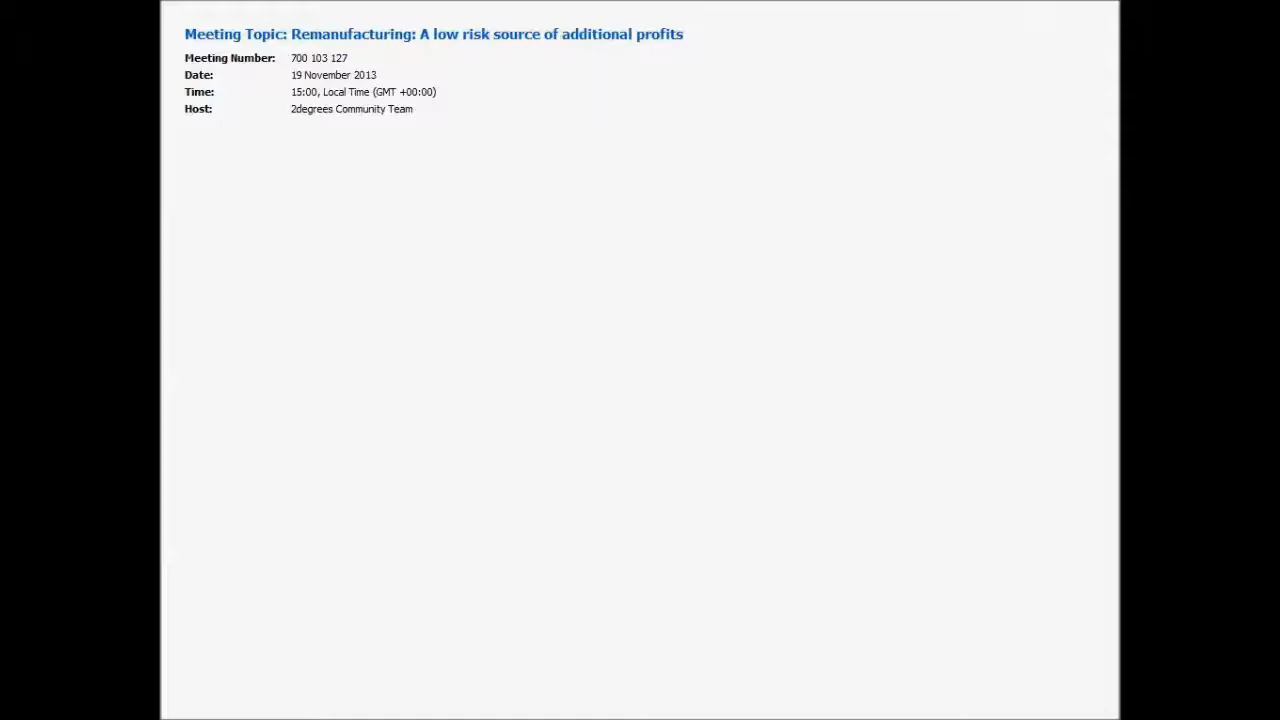 Meeting Topic: Remanufacturing: A low risk source of additional profits
Meeting Number: 700 103 127
Date: 19 November 2013
Time: 15:00, Local Time (GMT +00:00)
Host: 2degrees Community Team